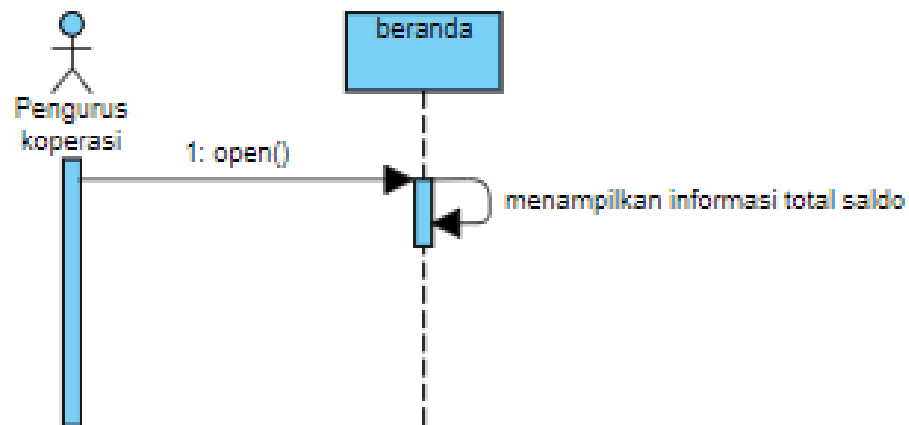 beranda
Pengurus
koperasi
1: open()
menampilkan informasi total saldo